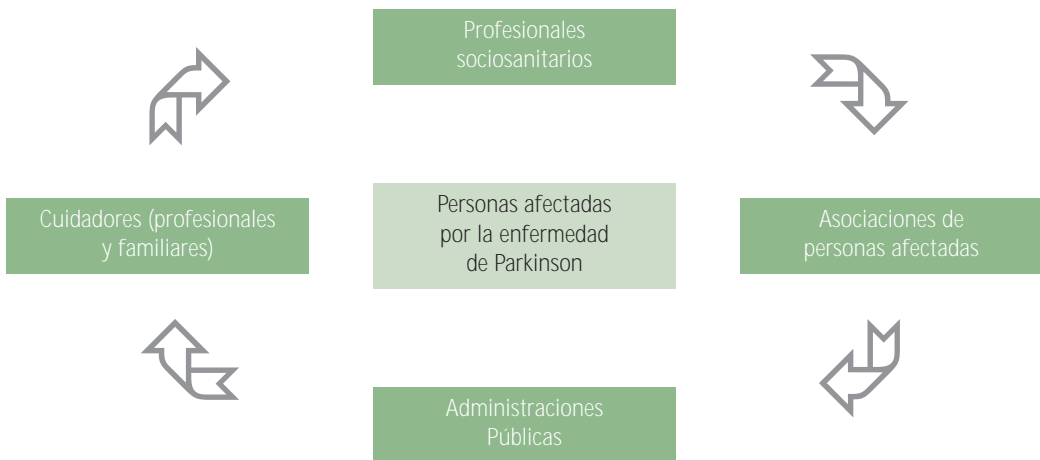 Profesionales
sociosanitarios
Cuidadores (profesionales
y familiares)
Personas afectadas
por la enfermedad
de Parkinson
Asociaciones de
personas afectadas
Administraciones
Públicas